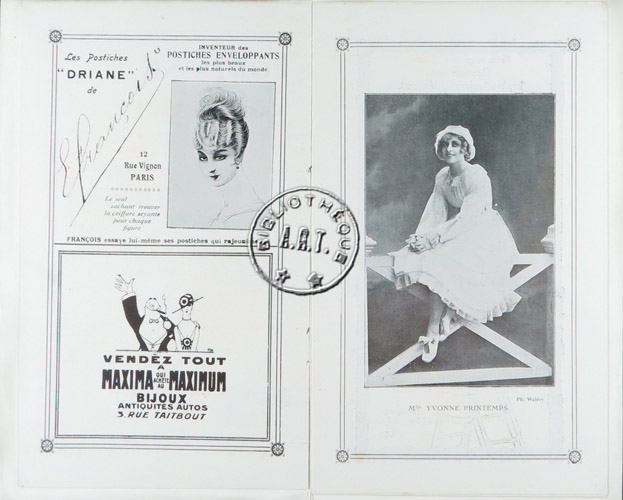 Les Postiches
"DRIANE"
de
E François
12
Rue Vignon
PARIS
Le seul
sachant trouver
la coiffure seyante
pour chaque
figure
INVENTEUR des
POSTICHES ENVELOPPANTS
les plus beaux
et les plus naturels du monde
FRANÇOIS essaye lui-même ses postiches qui rajeunissent
VENDEZ TOUT
A
MAXIMA QUI ACHÈTE AU MAXIMUM
BIJOUX
ANTIQUITÉS AUTOS
3, RUE TAITBOUT
BIBLIOTHÈQUE
A.R.T.
Ph. Walery
Mlle YVONNE PRINTEMPS